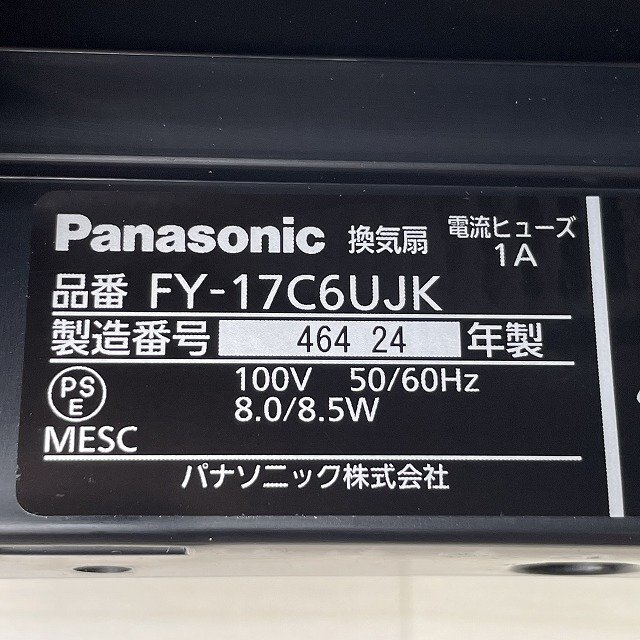 Panasonic 換気扇 電流ヒューズ
1A
品番 FY-17C6UJK
製造番号 464 24 年製
PS
E
100V 50/60Hz
8.0/8.5W
MESC
パナソニック株式会社